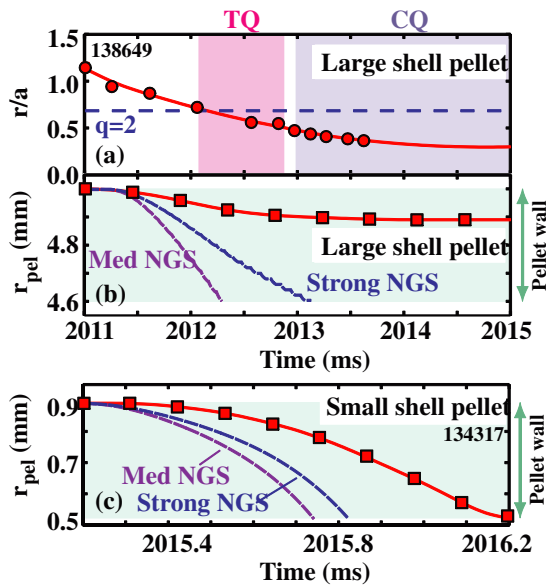 TQ CQ
1.5
138649
Large shell pellet
1.0
r/a
0.5
q=2
(a)
0.0
r_pel (mm)
4.8
Large shell pellet
Med NGS
Strong NGS
(b)
4.6
Pellet wall
2011 2012 2013 2014 2015
Time (ms)
0.9
Small shell pellet
134317
r_pel (mm)
0.7
Med NGS
Strong NGS
(c)
0.5
Pellet wall
2015.4 2015.8 2016.2
Time (ms)